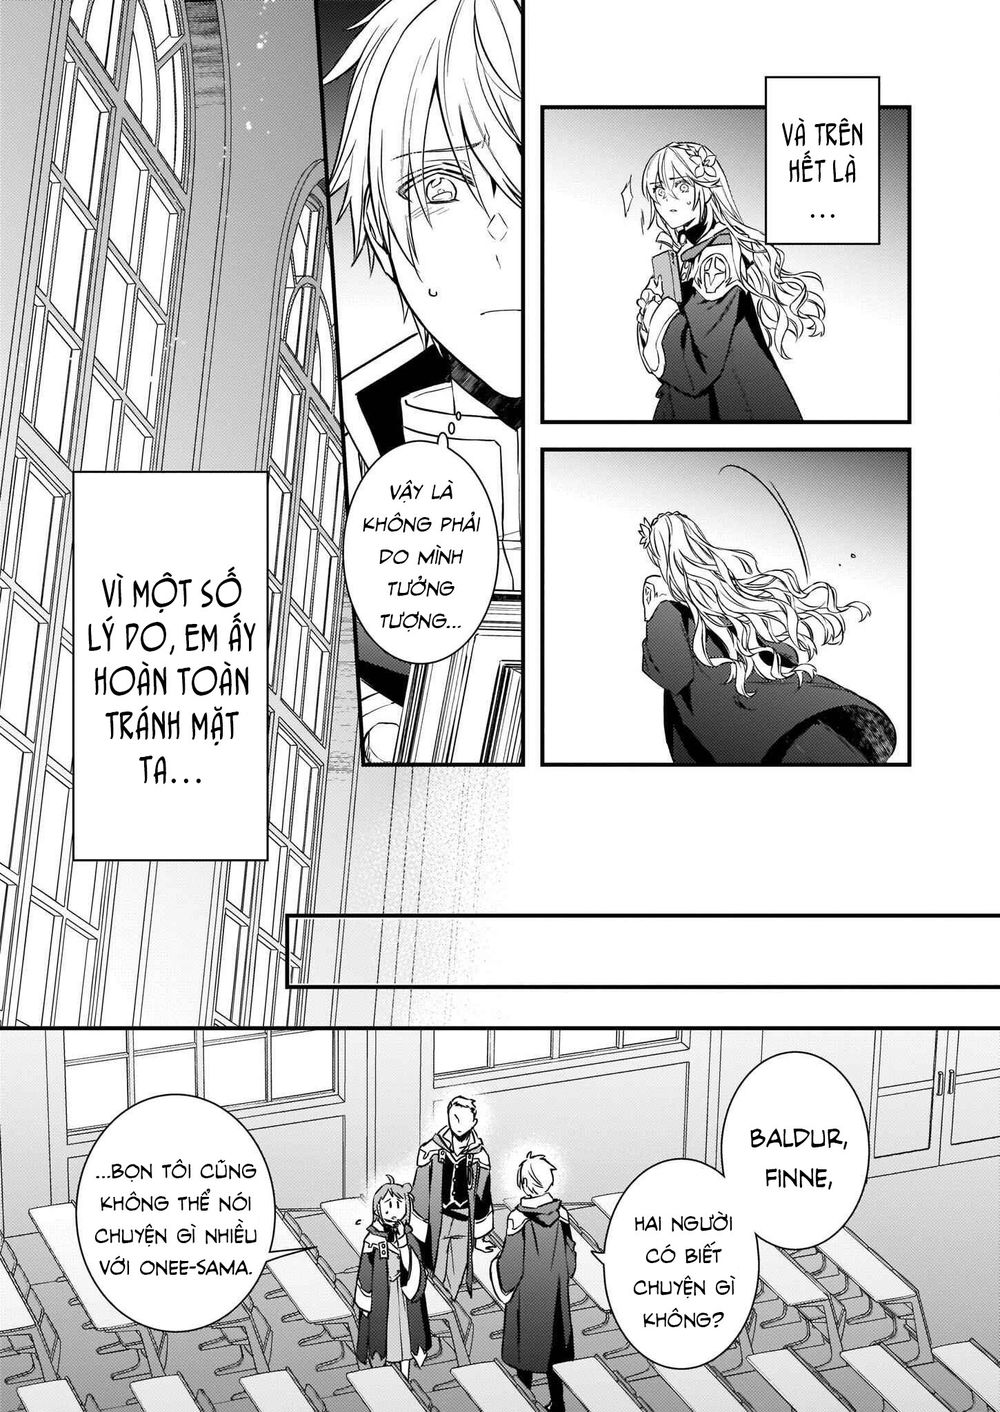 VÀ TRÊN
HẾT LÀ
...
VẬY LÀ
KHÔNG PHẢI
DO MÌNH
TƯỞNG
TƯỢNG...
VÌ MỘT SỐ
LÝ DO, EM ẤY
HOÀN TOÀN
TRÁNH MẶT
TA...
BALDUR,
FINNE,
HAI NGƯỜI
CÓ BIẾT
CHUYỆN GÌ
KHÔNG?
...BỌN TÔI CŨNG
KHÔNG THỂ NÓI
CHUYỆN GÌ NHIỀU
VỚI ONEE-SAMA.